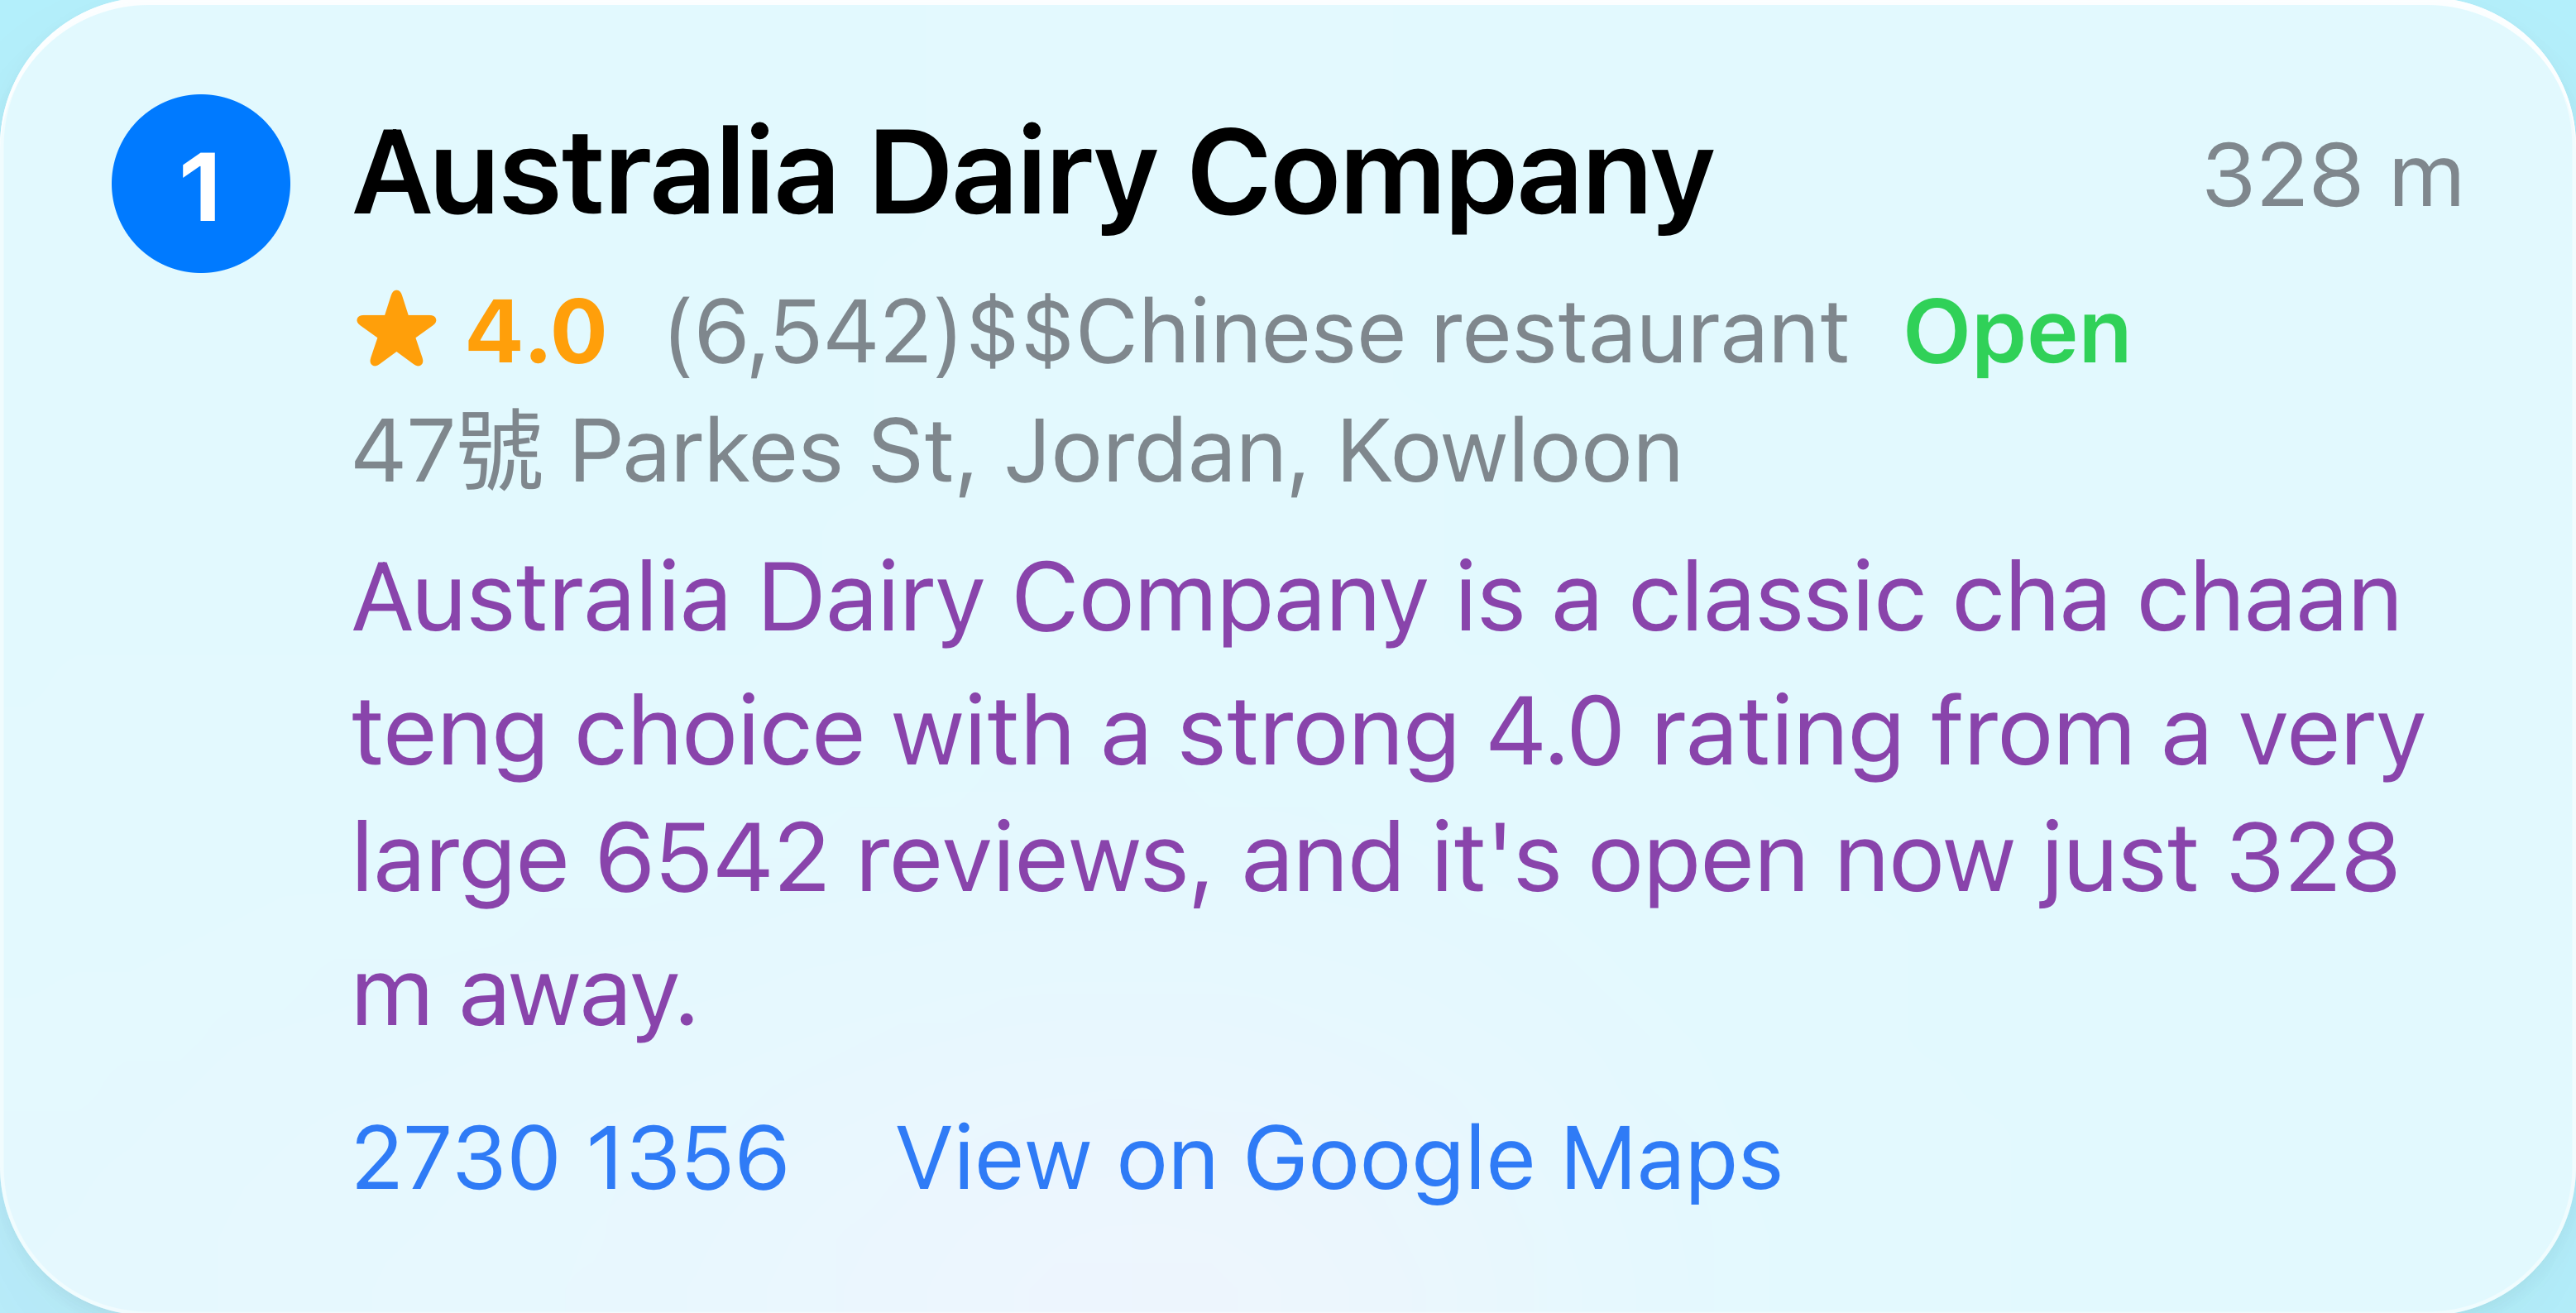 1
Australia Dairy Company
328 m
4.0 (6,542)$$Chinese restaurant Open
47號 Parkes St, Jordan, Kowloon
Australia Dairy Company is a classic cha chaan
teng choice with a strong 4.0 rating from a very
large 6542 reviews, and it's open now just 328
m away.
2730 1356 View on Google Maps